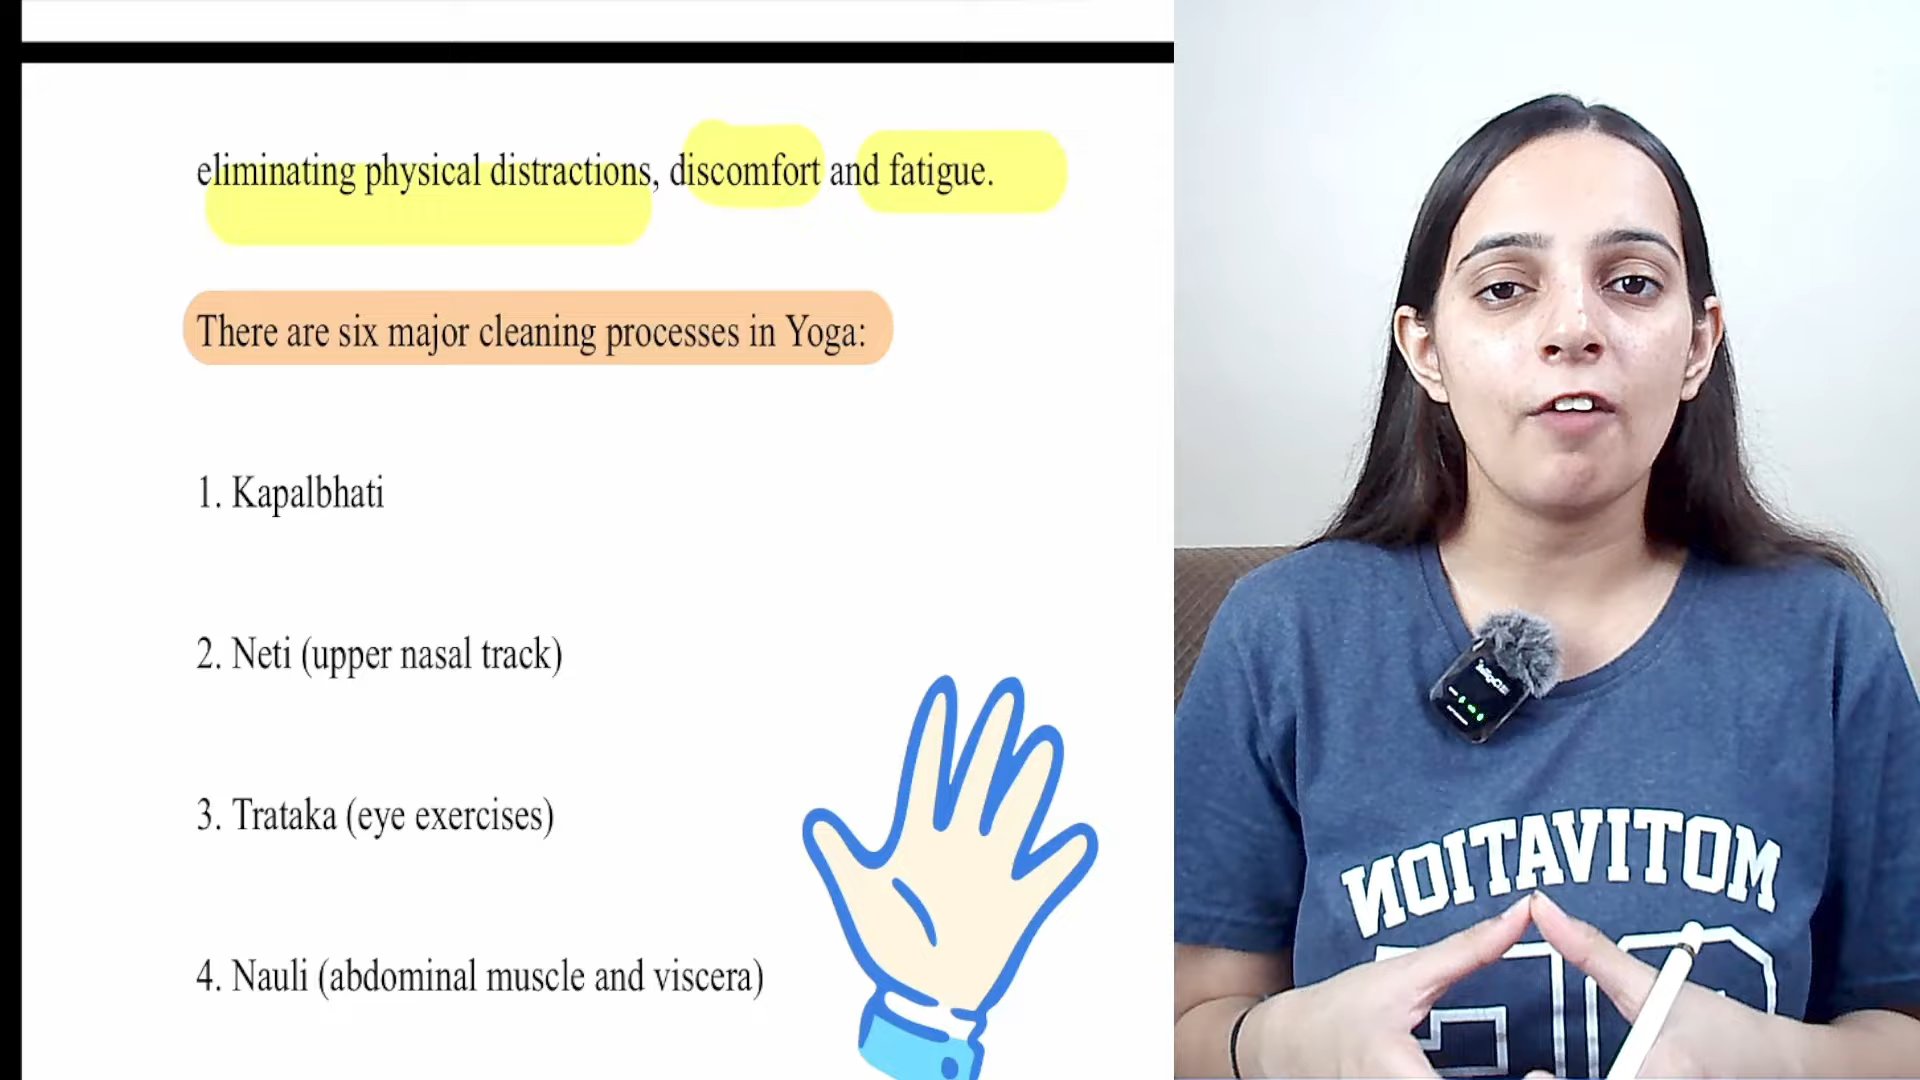 eliminating physical distractions, discomfort and fatigue.
There are six major cleaning processes in Yoga:
1. Kapalbhati
2. Neti (upper nasal track)
3. Trataka (eye exercises)
4. Nauli (abdominal muscle and viscera)
MOTIVATION